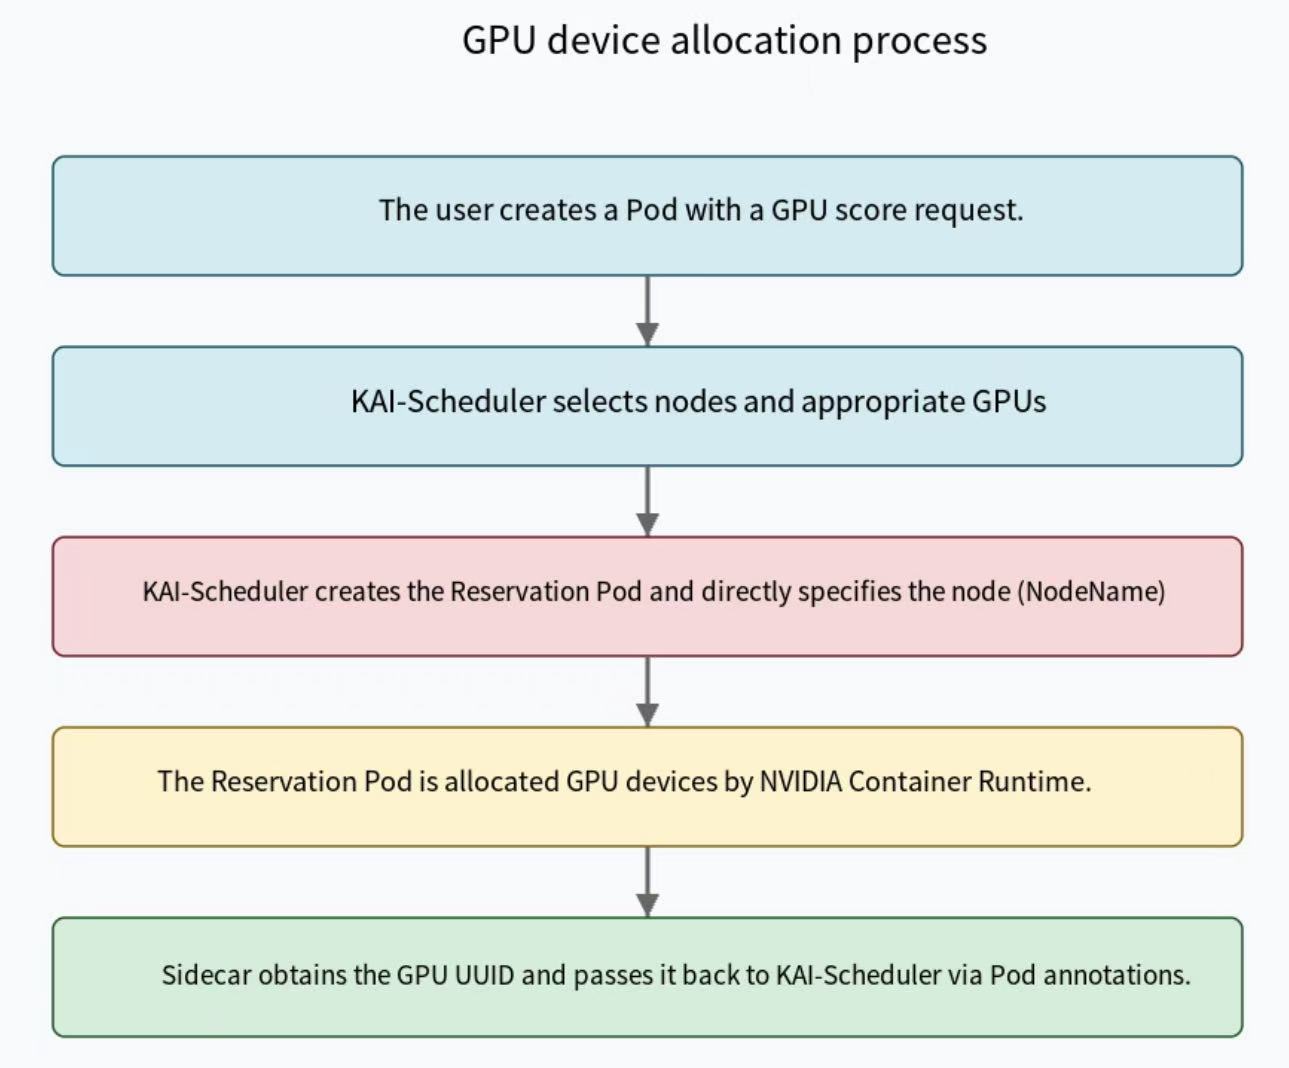 GPU device allocation process
The user creates a Pod with a GPU score request.
KAI-Scheduler selects nodes and appropriate GPUs
KAI-Scheduler creates the Reservation Pod and directly specifies the node (NodeName)
The Reservation Pod is allocated GPU devices by NVIDIA Container Runtime.
Sidecar obtains the GPU UUID and passes it back to KAI-Scheduler via Pod annotations.